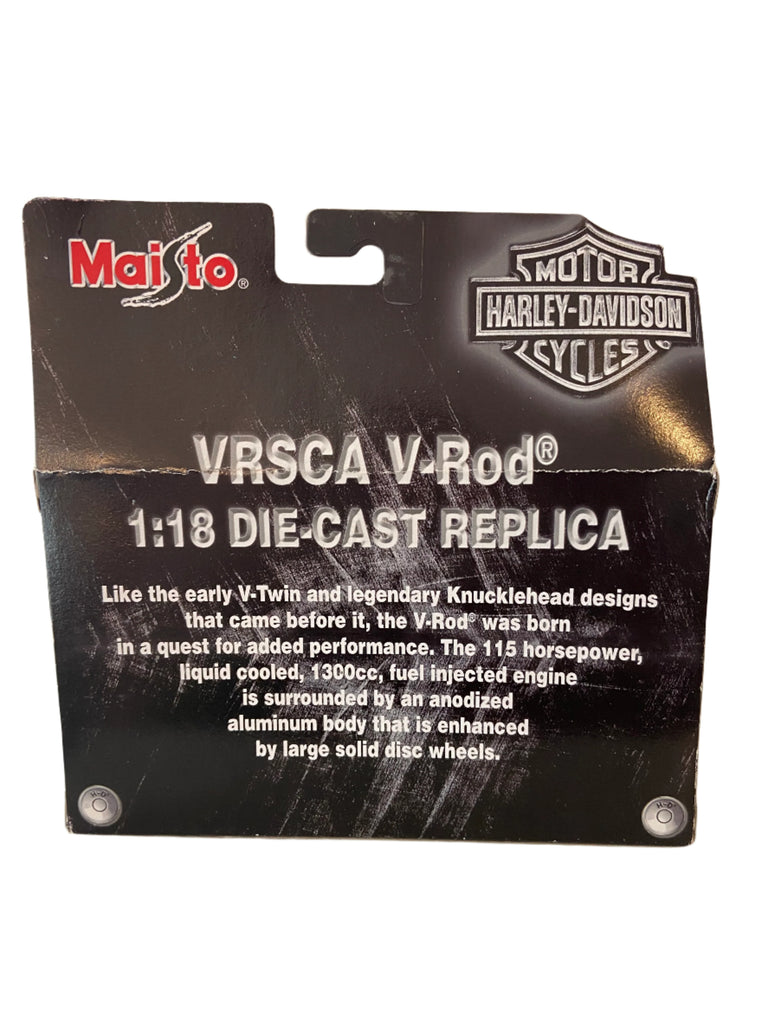 Maisto®
MOTOR
HARLEY-DAVIDSON
CYCLES
VRSCA V-Rod®
1:18 DIE-CAST REPLICA
Like the early V-Twin and legendary Knucklehead designs
that came before it, the V-Rod® was born
in a quest for added performance. The 115 horsepower,
liquid cooled, 1300cc, fuel injected engine
is surrounded by an anodized
aluminum body that is enhanced
by large solid disc wheels.
H-D®
H-D®